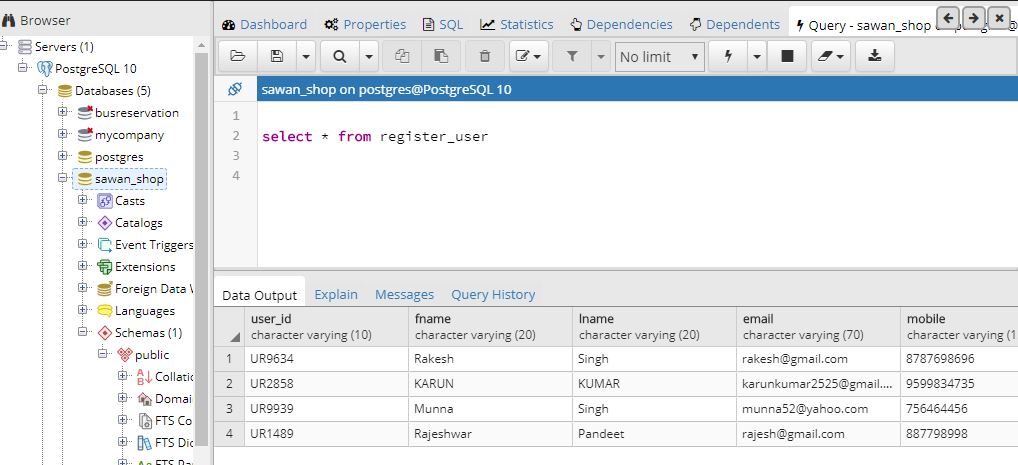 Browser
Dashboard Properties SQL Statistics Dependencies Dependents Query - sawan_shop
Servers (1)
PostgreSQL 10
Databases (5)
busreservation
mycompany
postgres
sawan_shop
Casts
Catalogs
Event Triggers
Extensions
Foreign Data
Languages
Schemas (1)
public
Collatio
Domai
FTS Co
FTS Dic
No limit
sawan_shop on postgres@PostgreSQL 10
1
2 select * from register_user
3
4
Data Output Explain Messages Query History
user_id fname lname email mobile
character varying (10) character varying (20) character varying (20) character varying (70) character varying (1
1 UR9634 Rakesh Singh rakesh@gmail.com 8787698696
2 UR2858 KARUN KUMAR karunkumar2525@gmail.... 9599834735
3 UR9939 Munna Singh munna52@yahoo.com 756464456
4 UR1489 Rajeshwar Pandeet rajesh@gmail.com 887798998